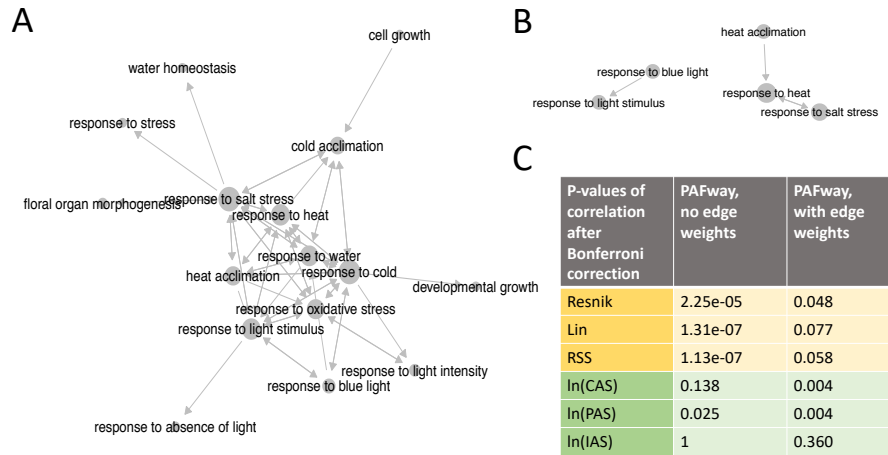 A
cell growth
water homeostasis
response to stress
cold acclimation
floral organ morphogenesis
response to salt stress
response to heat
response to water
heat acclimation
response to cold
developmental growth
response to oxidative stress
response to light stimulus
response to light intensity
response to blue light
response to absence of light
B
heat acclimation
response to blue light
response to light stimulus
response to heat
response to salt stress
C
P-values of
correlation
after
Bonferroni
correction
PAFway,
no edge
weights
PAFway,
with edge
weights
Resnik 2.25e-05 0.048
Lin 1.31e-07 0.077
RSS 1.13e-07 0.058
ln(CAS) 0.138 0.004
ln(PAS) 0.025 0.004
ln(IAS) 1 0.360